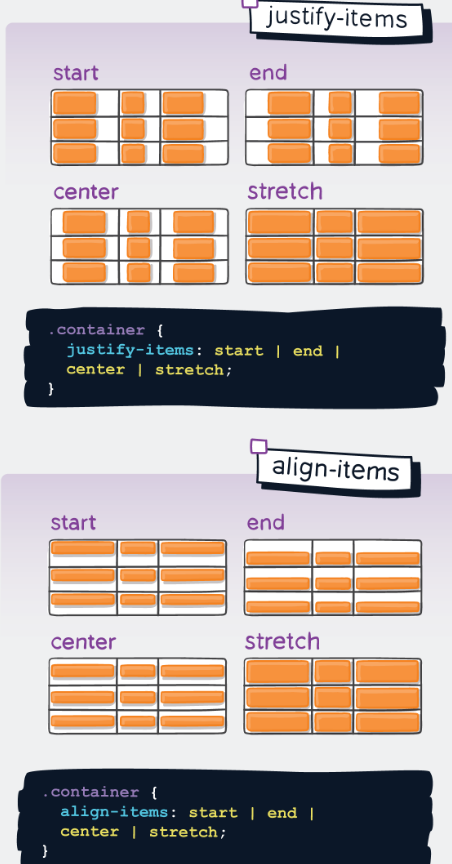 justify-items
start
end
center
stretch
.container {
justify-items: start | end |
center | stretch;
}
align-items
start
end
center
stretch
.container {
align-items: start | end |
center | stretch;
}